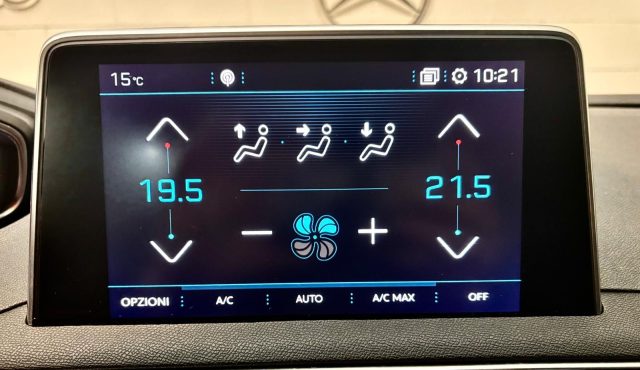 15°C 10:21
19.5 21.5
OPZIONI A/C AUTO A/C MAX OFF